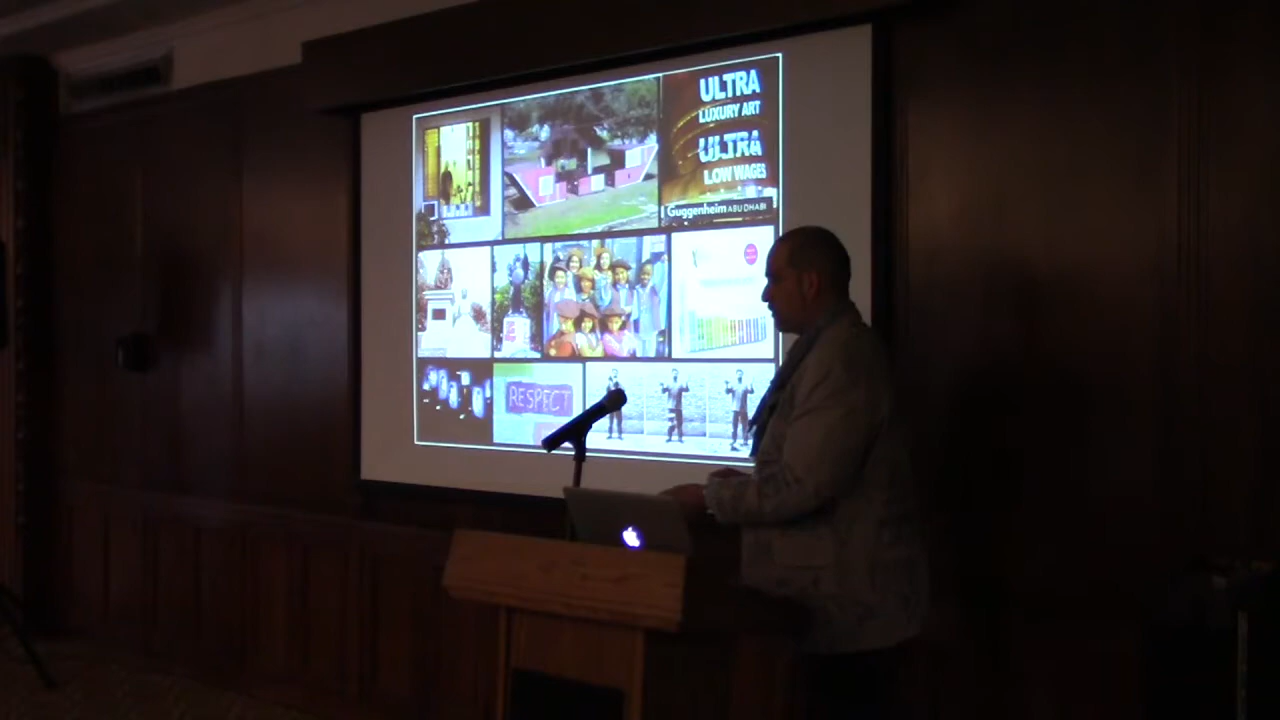 ULTRA
LUXURY ART
ULTRA
LOW WAGES
Guggenheim ABU DHABI
RESPECT